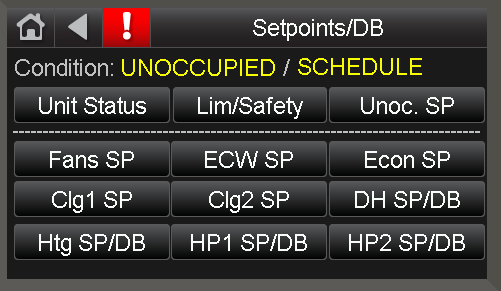 ! Setpoints/DB
Condition: UNOCCUPIED / SCHEDULE
Unit Status Lim/Safety Unoc. SP
Fans SP ECW SP Econ SP
Clg1 SP Clg2 SP DH SP/DB
Htg SP/DB HP1 SP/DB HP2 SP/DB